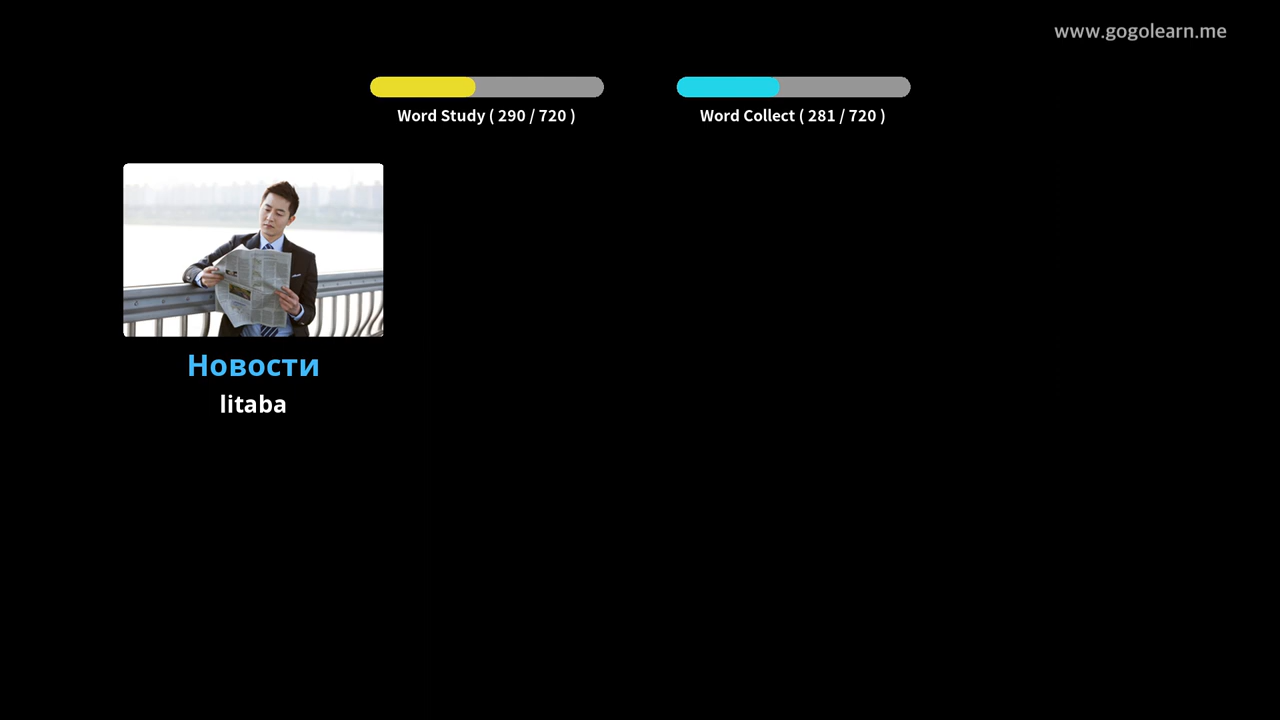 www.gogolearn.me
Word Study ( 290 / 720 )
Word Collect ( 281 / 720 )
Новости
litaba